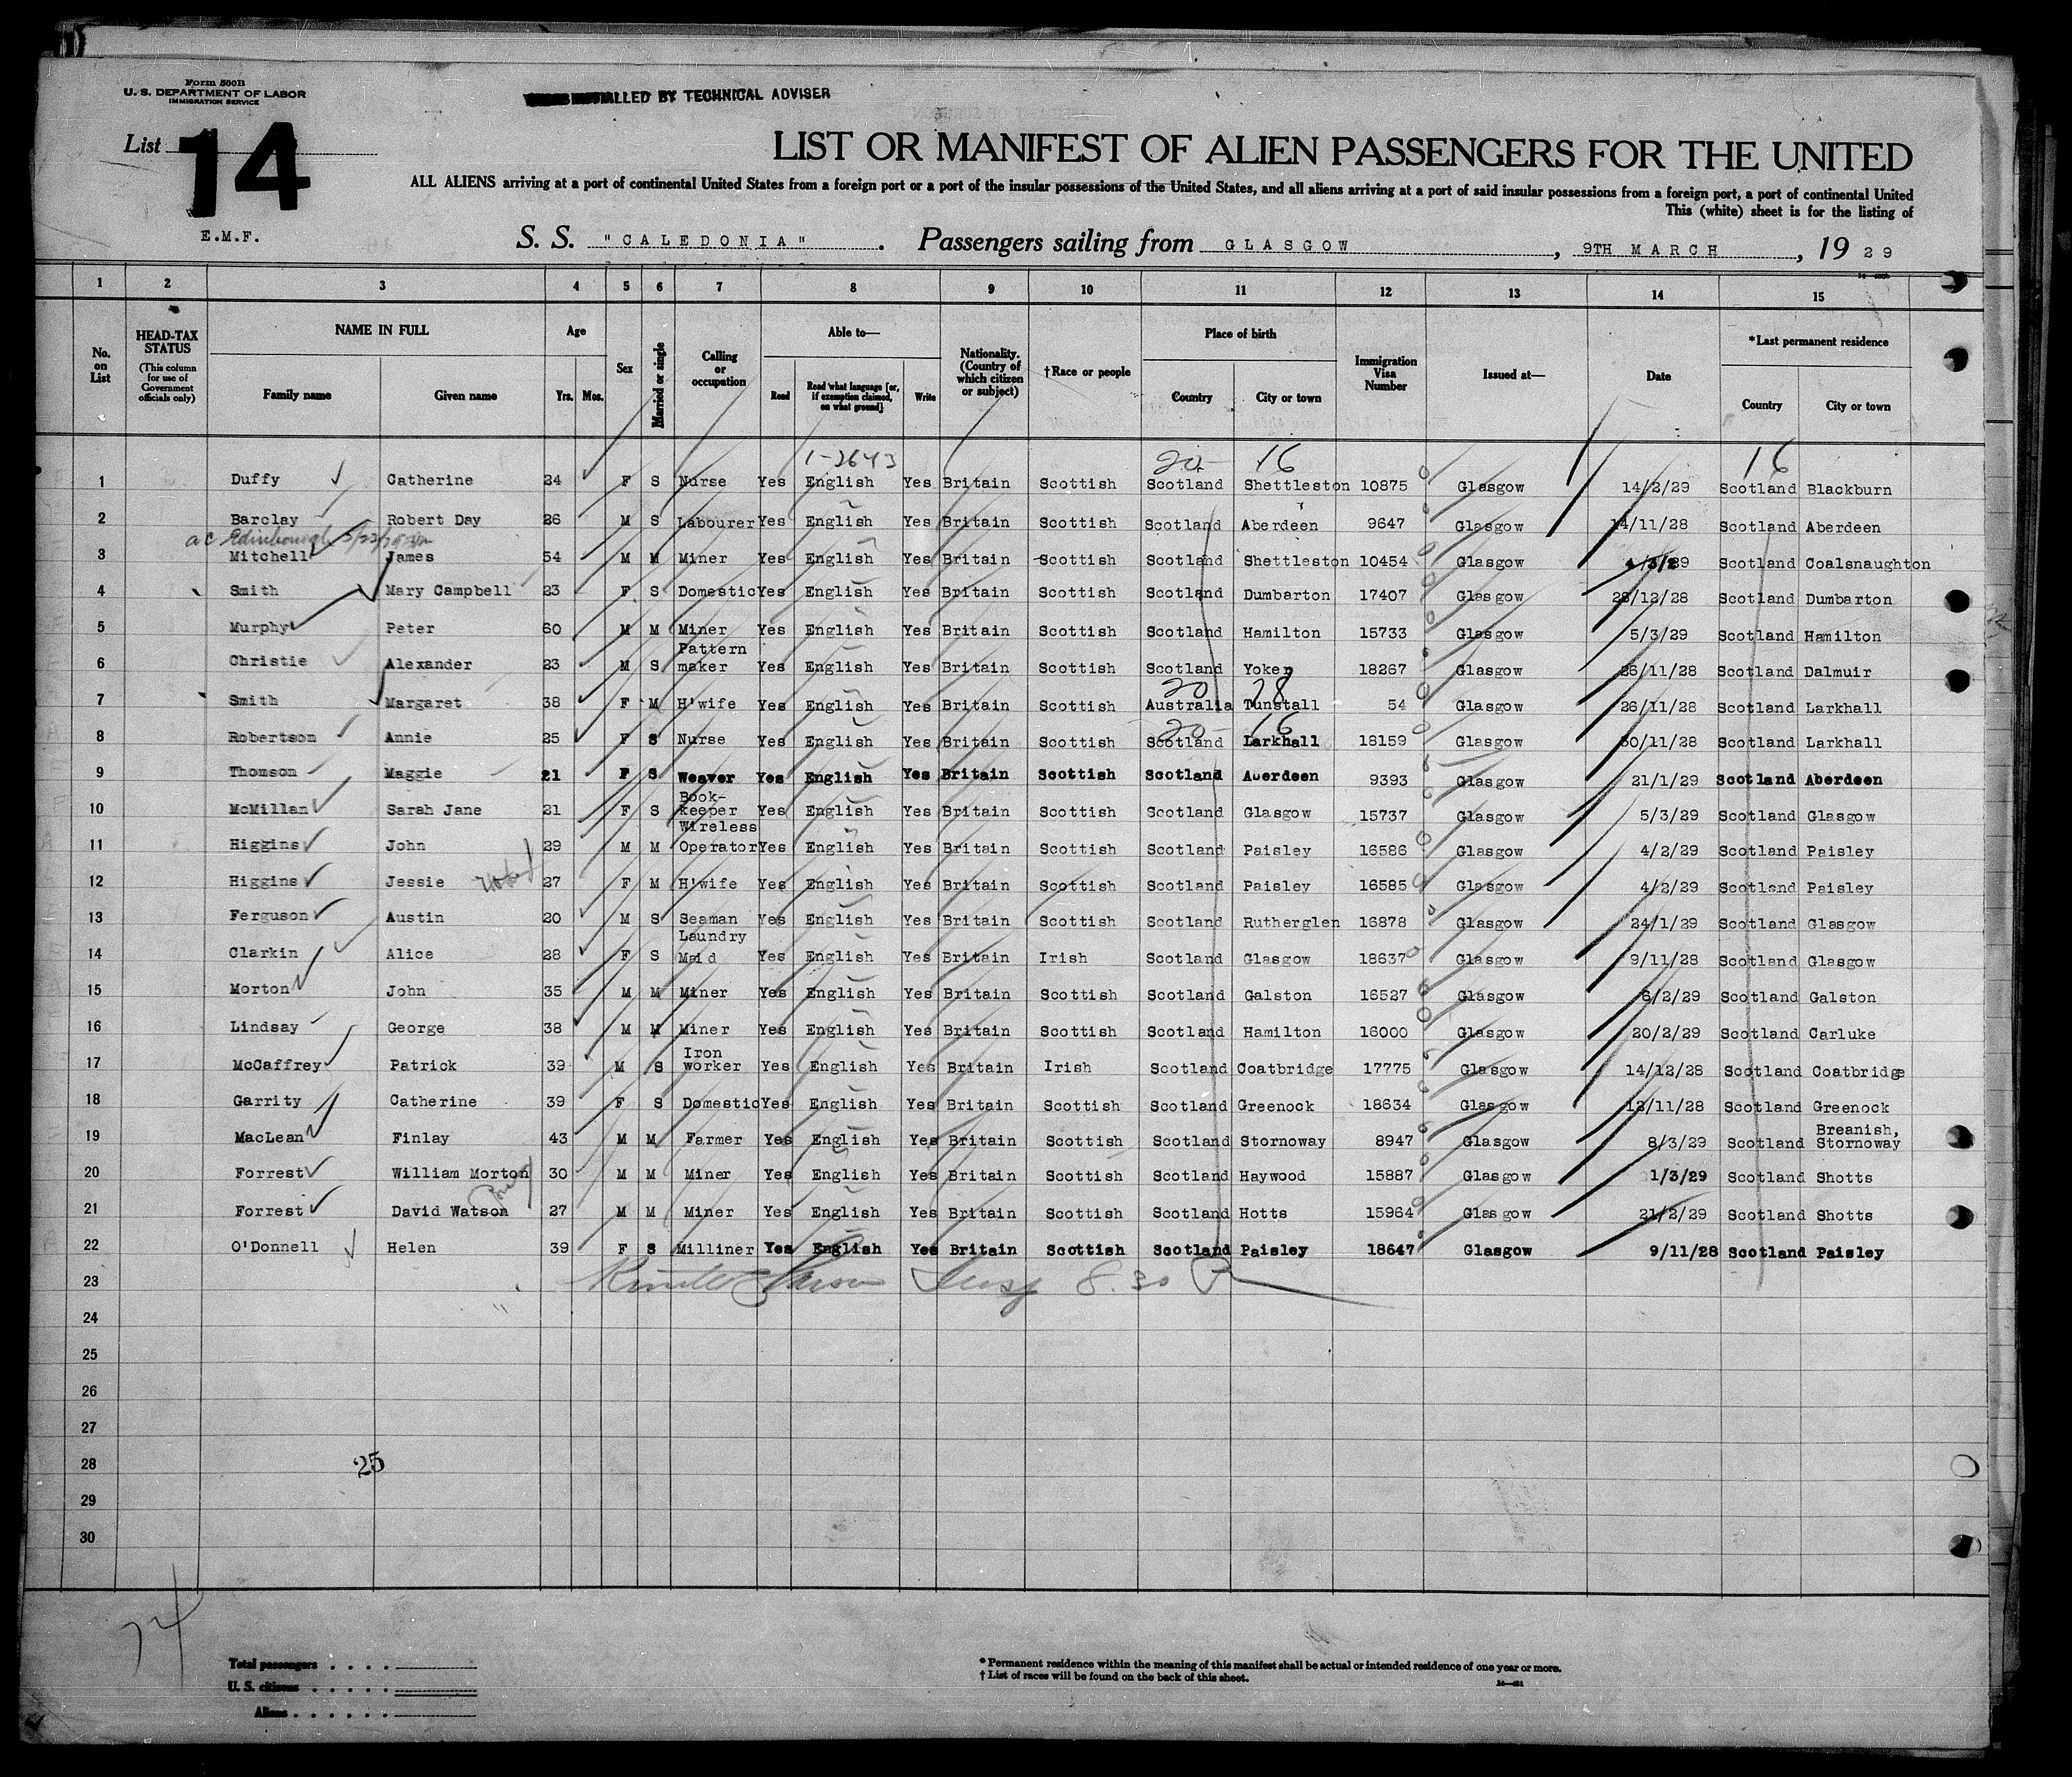 Form 500B
U. S. DEPARTMENT OF LABOR
IMMIGRATION SERVICE
ALLED BY TECHNICAL ADVISER
List 14
LIST OR MANIFEST OF ALIEN PASSENGERS FOR THE UNITED
ALL ALIENS arriving at a port of continental United States from a foreign port or a port of the insular possessions of the United States, and all aliens arriving at a port of said insular possessions from a foreign port, a port of continental United
This (white) sheet is for the listing of
E.M.F.
S. S. "CALEDONIA" . Passengers sailing from GLASGOW , 9TH MARCH , 19 29
1 2 3 4 5 6 7 8 9 10 11 12 13 14 15
No. on List HEAD-TAX STATUS (This column for use of Government officials only) NAME IN FULL Family name Given name Age Yrs. Mos. Sex Married or single Calling or occupation Able to— Read Read what language [or, if exemption claimed, on what ground] Write Nationality. (Country of which citizen or subject) †Race or people Place of birth Country City or town Immigration Visa Number Issued at— Date *Last permanent residence Country City or town
1-2643 20- 16 16
1 Duffy Catherine 24 F S Nurse Yes English Yes Britain Scottish Scotland Shettleston 10875 Glasgow 14/2/29 Scotland Blackburn
2 Barclay Robert Day 26 M S Labourer Yes English Yes Britain Scottish Scotland Aberdeen 9647 Glasgow 14/11/28 Scotland Aberdeen
3 Mitchell James 54 M M Miner Yes English Yes Britain Scottish Scotland Shettleston 10454 Glasgow 4/3/29 Scotland Coalsnaughton
4 Smith Mary Campbell 23 F S Domestic Yes English Yes Britain Scottish Scotland Dumbarton 17407 Glasgow 28/12/28 Scotland Dumbarton
5 Murphy Peter 60 M M Miner Yes English Yes Britain Scottish Scotland Hamilton 15733 Glasgow 5/3/29 Scotland Hamilton
6 Christie Alexander 23 M S Pattern maker Yes English Yes Britain Scottish Scotland Yoker 18267 Glasgow 26/11/28 Scotland Dalmuir
20 28
7 Smith Margaret 38 F M H'wife Yes English Yes Britain Scottish Australia Tunstall 54 Glasgow 26/11/28 Scotland Larkhall
20- 16
8 Robertson Annie 25 F S Nurse Yes English Yes Britain Scottish Scotland Larkhall 18159 Glasgow 30/11/28 Scotland Larkhall
9 Thomson Maggie 21 F S Weaver Yes English Yes Britain Scottish Scotland Aberdeen 9393 Glasgow 21/1/29 Scotland Aberdeen
10 McMillan Sarah Jane 21 F S Book-keeper Yes English Yes Britain Scottish Scotland Glasgow 15737 Glasgow 5/3/29 Scotland Glasgow
11 Higgins John 29 M M Wireless Operator Yes English Yes Britain Scottish Scotland Paisley 16586 Glasgow 4/2/29 Scotland Paisley
12 Higgins Jessie 27 F M H'wife Yes English Yes Britain Scottish Scotland Paisley 16585 Glasgow 4/2/29 Scotland Paisley
13 Ferguson Austin 20 M S Seaman Yes English Yes Britain Scottish Scotland Rutherglen 16878 Glasgow 24/1/29 Scotland Glasgow
14 Clarkin Alice 28 F S Laundry Maid Yes English Yes Britain Irish Scotland Glasgow 18637 Glasgow 9/11/28 Scotland Glasgow
15 Morton John 35 M M Miner Yes English Yes Britain Scottish Scotland Galston 16527 Glasgow 6/2/29 Scotland Galston
16 Lindsay George 38 M M Miner Yes English Yes Britain Scottish Scotland Hamilton 16000 Glasgow 20/2/29 Scotland Carluke
17 McCaffrey Patrick 39 M S Iron worker Yes English Yes Britain Irish Scotland Coatbridge 17775 Glasgow 14/12/28 Scotland Coatbridge
18 Garrity Catherine 39 F S Domestic Yes English Yes Britain Scottish Scotland Greenock 18634 Glasgow 12/11/28 Scotland Greenock
19 MacLean Finlay 43 M M Farmer Yes English Yes Britain Scottish Scotland Stornoway 8947 Glasgow 8/3/29 Scotland Breanish, Stornoway
20 Forrest William Morton 30 M M Miner Yes English Yes Britain Scottish Scotland Haywood 15887 Glasgow 1/3/29 Scotland Shotts
21 Forrest David Watson 27 M M Miner Yes English Yes Britain Scottish Scotland Hotts 15964 Glasgow 21/2/29 Scotland Shotts
22 O'Donnell Helen 39 F S Milliner Yes English Yes Britain Scottish Scotland Paisley 18647 Glasgow 9/11/28 Scotland Paisley
23 Insp 8.30 P
24
25
26
27
28 25
29
30
74
Total passengers
U. S. citizens
Aliens
* Permanent residence within the meaning of this manifest shall be actual or intended residence of one year or more.
† List of races will be found on the back of this sheet.